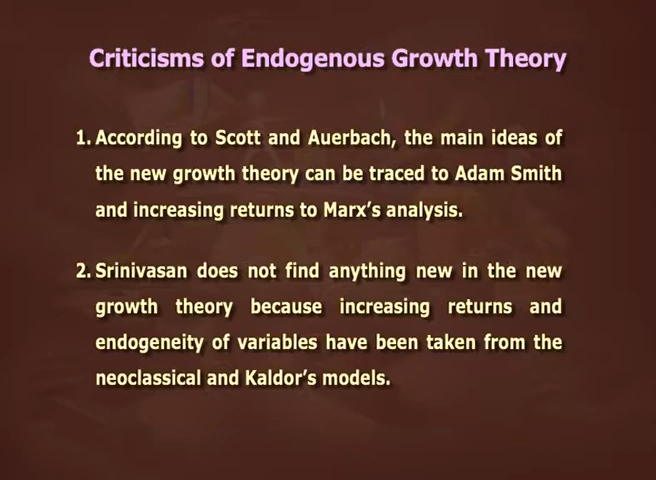 Criticisms of Endogenous Growth Theory
1. According to Scott and Auerbach, the main ideas of
the new growth theory can be traced to Adam Smith
and increasing returns to Marx's analysis.
2. Srinivasan does not find anything new in the new
growth theory because increasing returns and
endogeneity of variables have been taken from the
neoclassical and Kaldor's models.